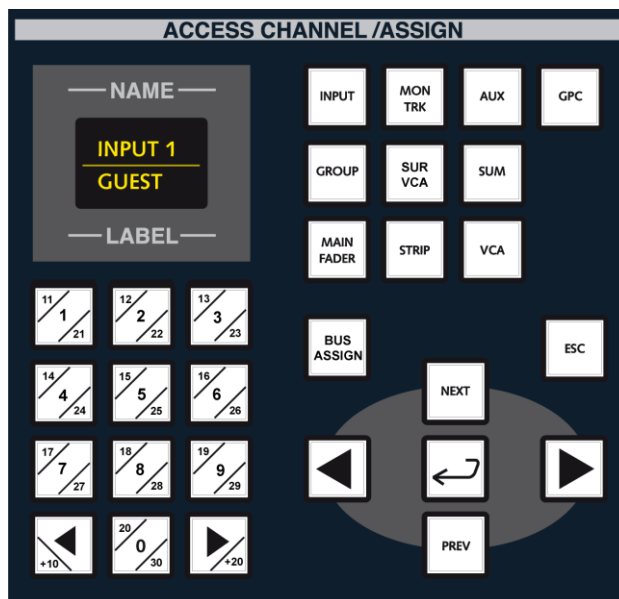 ACCESS CHANNEL /ASSIGN
NAME
INPUT 1
GUEST
LABEL
INPUT
MON
TRK
AUX
GPC
GROUP
SUR
VCA
SUM
MAIN
FADER
STRIP
VCA
11
1
21
12
2
22
13
3
23
14
4
24
15
5
25
16
6
26
17
7
27
18
8
28
19
9
29
+10
20
0
30
+20
BUS
ASSIGN
ESC
NEXT
PREV